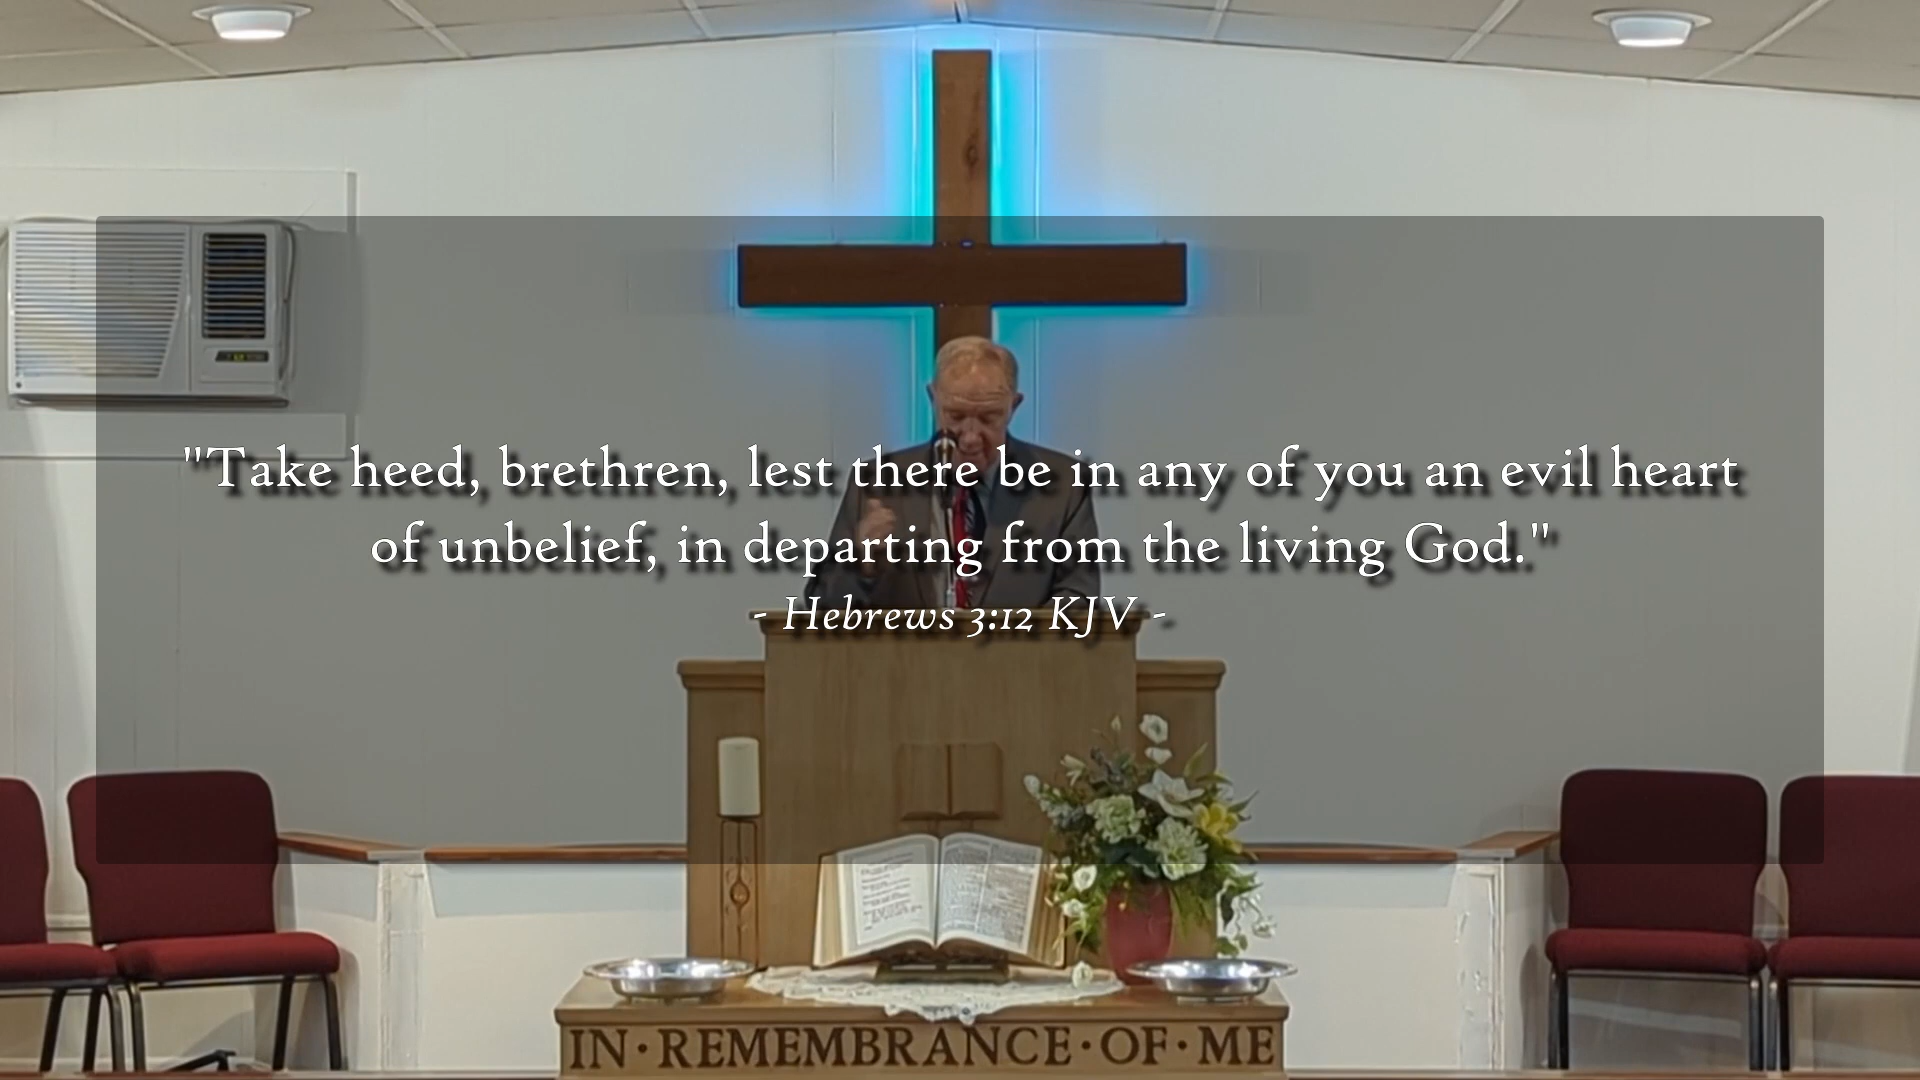 "Take heed, brethren, lest there be in any of you an evil heart
of unbelief, in departing from the living God."
- Hebrews 3:12 KJV -
IN·REMEMBRANCE·OF·ME